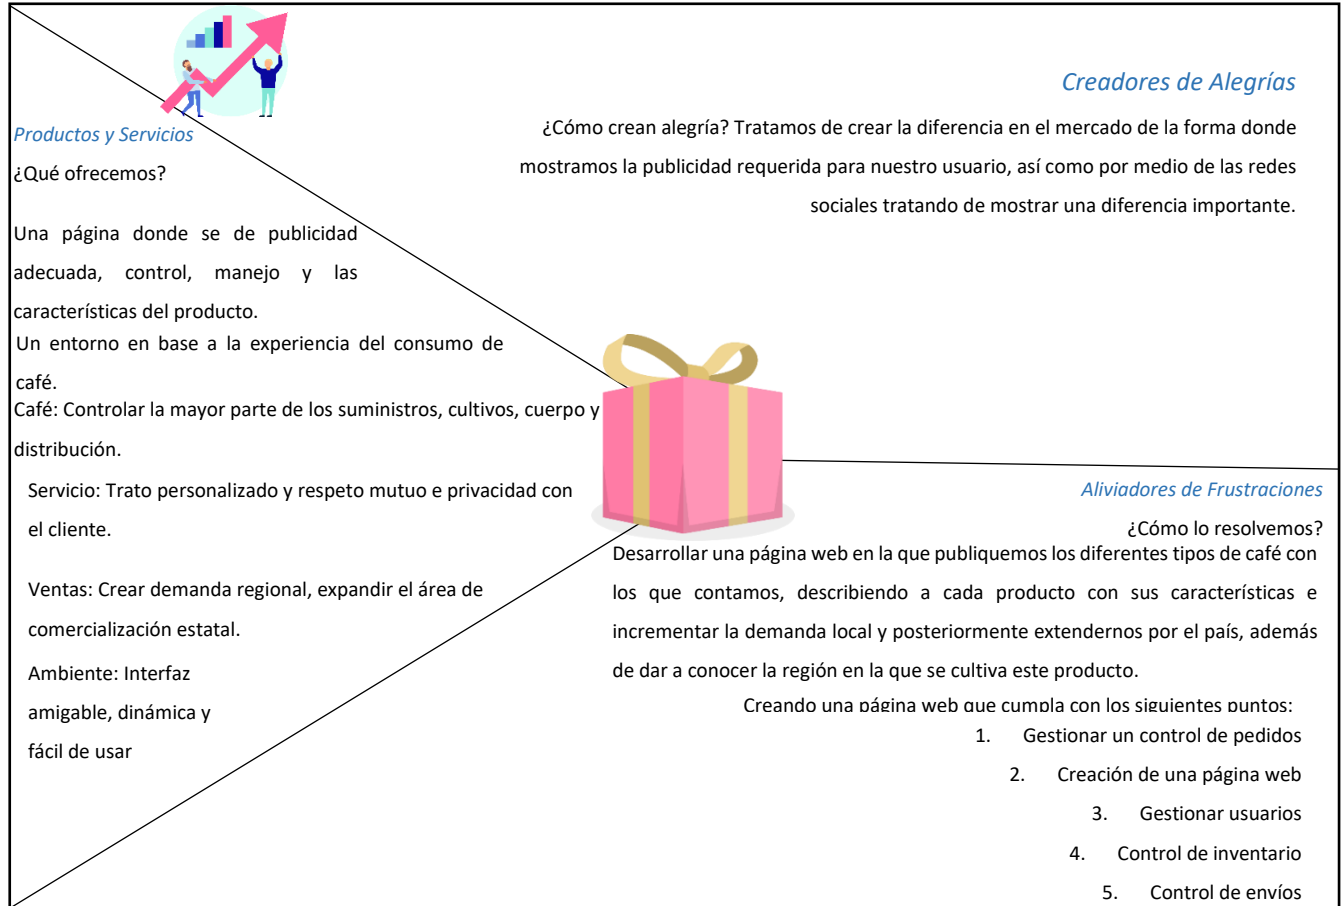 Productos y Servicios
¿Qué ofrecemos?
Una página donde se de publicidad
adecuada, control, manejo y las
características del producto.
Un entorno en base a la experiencia del consumo de
café.
Café: Controlar la mayor parte de los suministros, cultivos, cuerpo y
distribución.
Servicio: Trato personalizado y respeto mutuo e privacidad con
el cliente.
Ventas: Crear demanda regional, expandir el área de
comercialización estatal.
Ambiente: Interfaz
amigable, dinámica y
fácil de usar
Creadores de Alegrías
¿Cómo crean alegría? Tratamos de crear la diferencia en el mercado de la forma donde
mostramos la publicidad requerida para nuestro usuario, así como por medio de las redes
sociales tratando de mostrar una diferencia importante.
Aliviadores de Frustraciones
¿Cómo lo resolvemos?
Desarrollar una página web en la que publiquemos los diferentes tipos de café con
los que contamos, describiendo a cada producto con sus características e
incrementar la demanda local y posteriormente extendernos por el país, además
de dar a conocer la región en la que se cultiva este producto.
Creando una página web que cumpla con los siguientes puntos:
1. Gestionar un control de pedidos
2. Creación de una página web
3. Gestionar usuarios
4. Control de inventario
5. Control de envíos